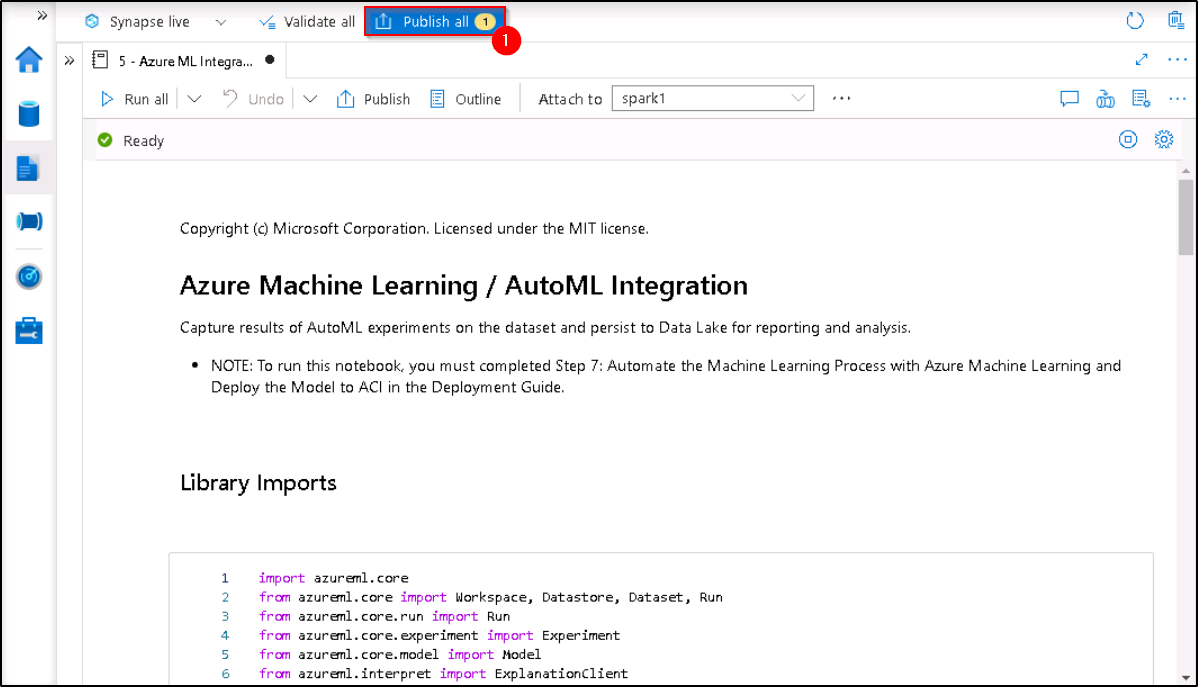 Synapse live Validate all Publish all 1
1
5 - Azure ML Integra...
Run all Undo Publish Outline Attach to spark1
Ready
Copyright (c) Microsoft Corporation. Licensed under the MIT license.
Azure Machine Learning / AutoML Integration
Capture results of AutoML experiments on the dataset and persist to Data Lake for reporting and analysis.
• NOTE: To run this notebook, you must completed Step 7: Automate the Machine Learning Process with Azure Machine Learning and
Deploy the Model to ACI in the Deployment Guide.
Library Imports
1 import azureml.core
2 from azureml.core import Workspace, Datastore, Dataset, Run
3 from azureml.core.run import Run
4 from azureml.core.experiment import Experiment
5 from azureml.core.model import Model
6 from azureml.interpret import ExplanationClient